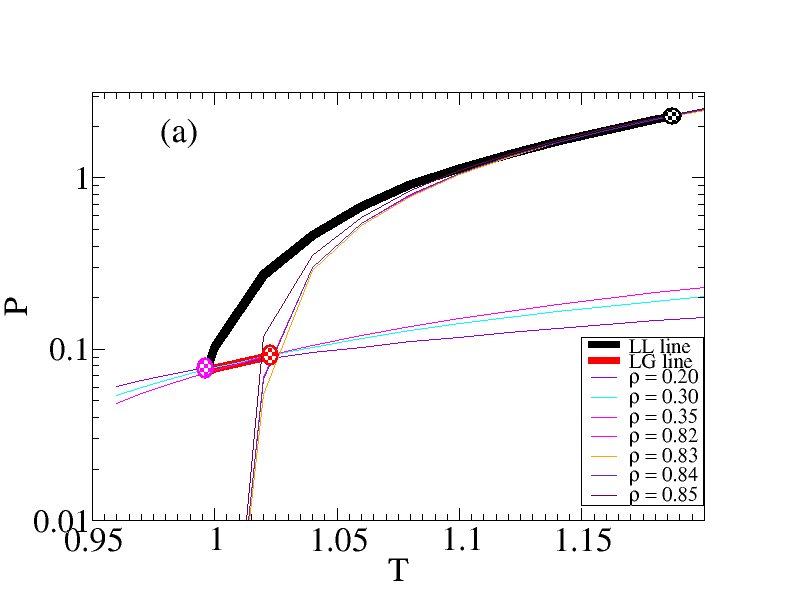 (a)
P
1
0.1
0.01
0.95
1
1.05
1.1
1.15
T
LL line
LG line
ρ = 0.20
ρ = 0.30
ρ = 0.35
ρ = 0.82
ρ = 0.83
ρ = 0.84
ρ = 0.85